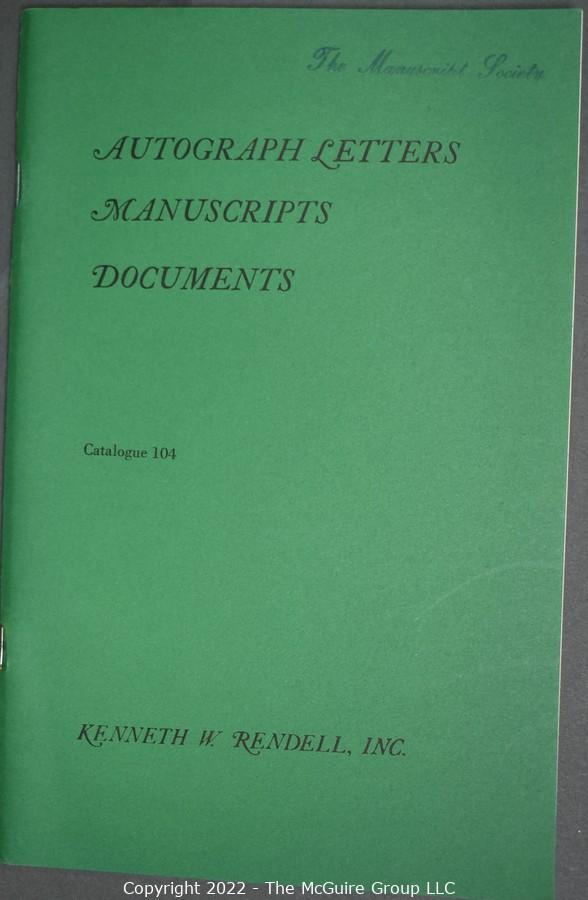 The Manuscript Society
AUTOGRAPH LETTERS
MANUSCRIPTS
DOCUMENTS
Catalogue 104
KENNETH W. RENDELL, INC.
Copyright 2022 - The McGuire Group LLC